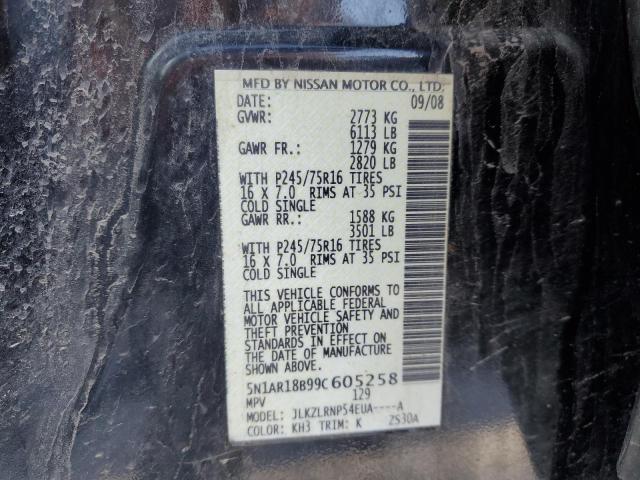 MFD BY NISSAN MOTOR CO., LTD.
DATE: 09/08
GVWR: 2773 KG
6113 LB
GAWR FR.: 1279 KG
2820 LB
WITH P245/75R16 TIRES
16 X 7.0 RIMS AT 35 PSI
COLD SINGLE
GAWR RR.: 1588 KG
3501 LB
WITH P245/75R16 TIRES
16 X 7.0 RIMS AT 35 PSI
COLD SINGLE
THIS VEHICLE CONFORMS TO
ALL APPLICABLE FEDERAL
MOTOR VEHICLE SAFETY AND
THEFT PREVENTION
STANDARDS IN EFFECT ON
THE DATE OF MANUFACTURE
SHOWN ABOVE.
5N1AR18B99C605258
MPV 129
MODEL: JLKZLRNP54EUA----A
COLOR: KH3 TRIM: K ZS30A